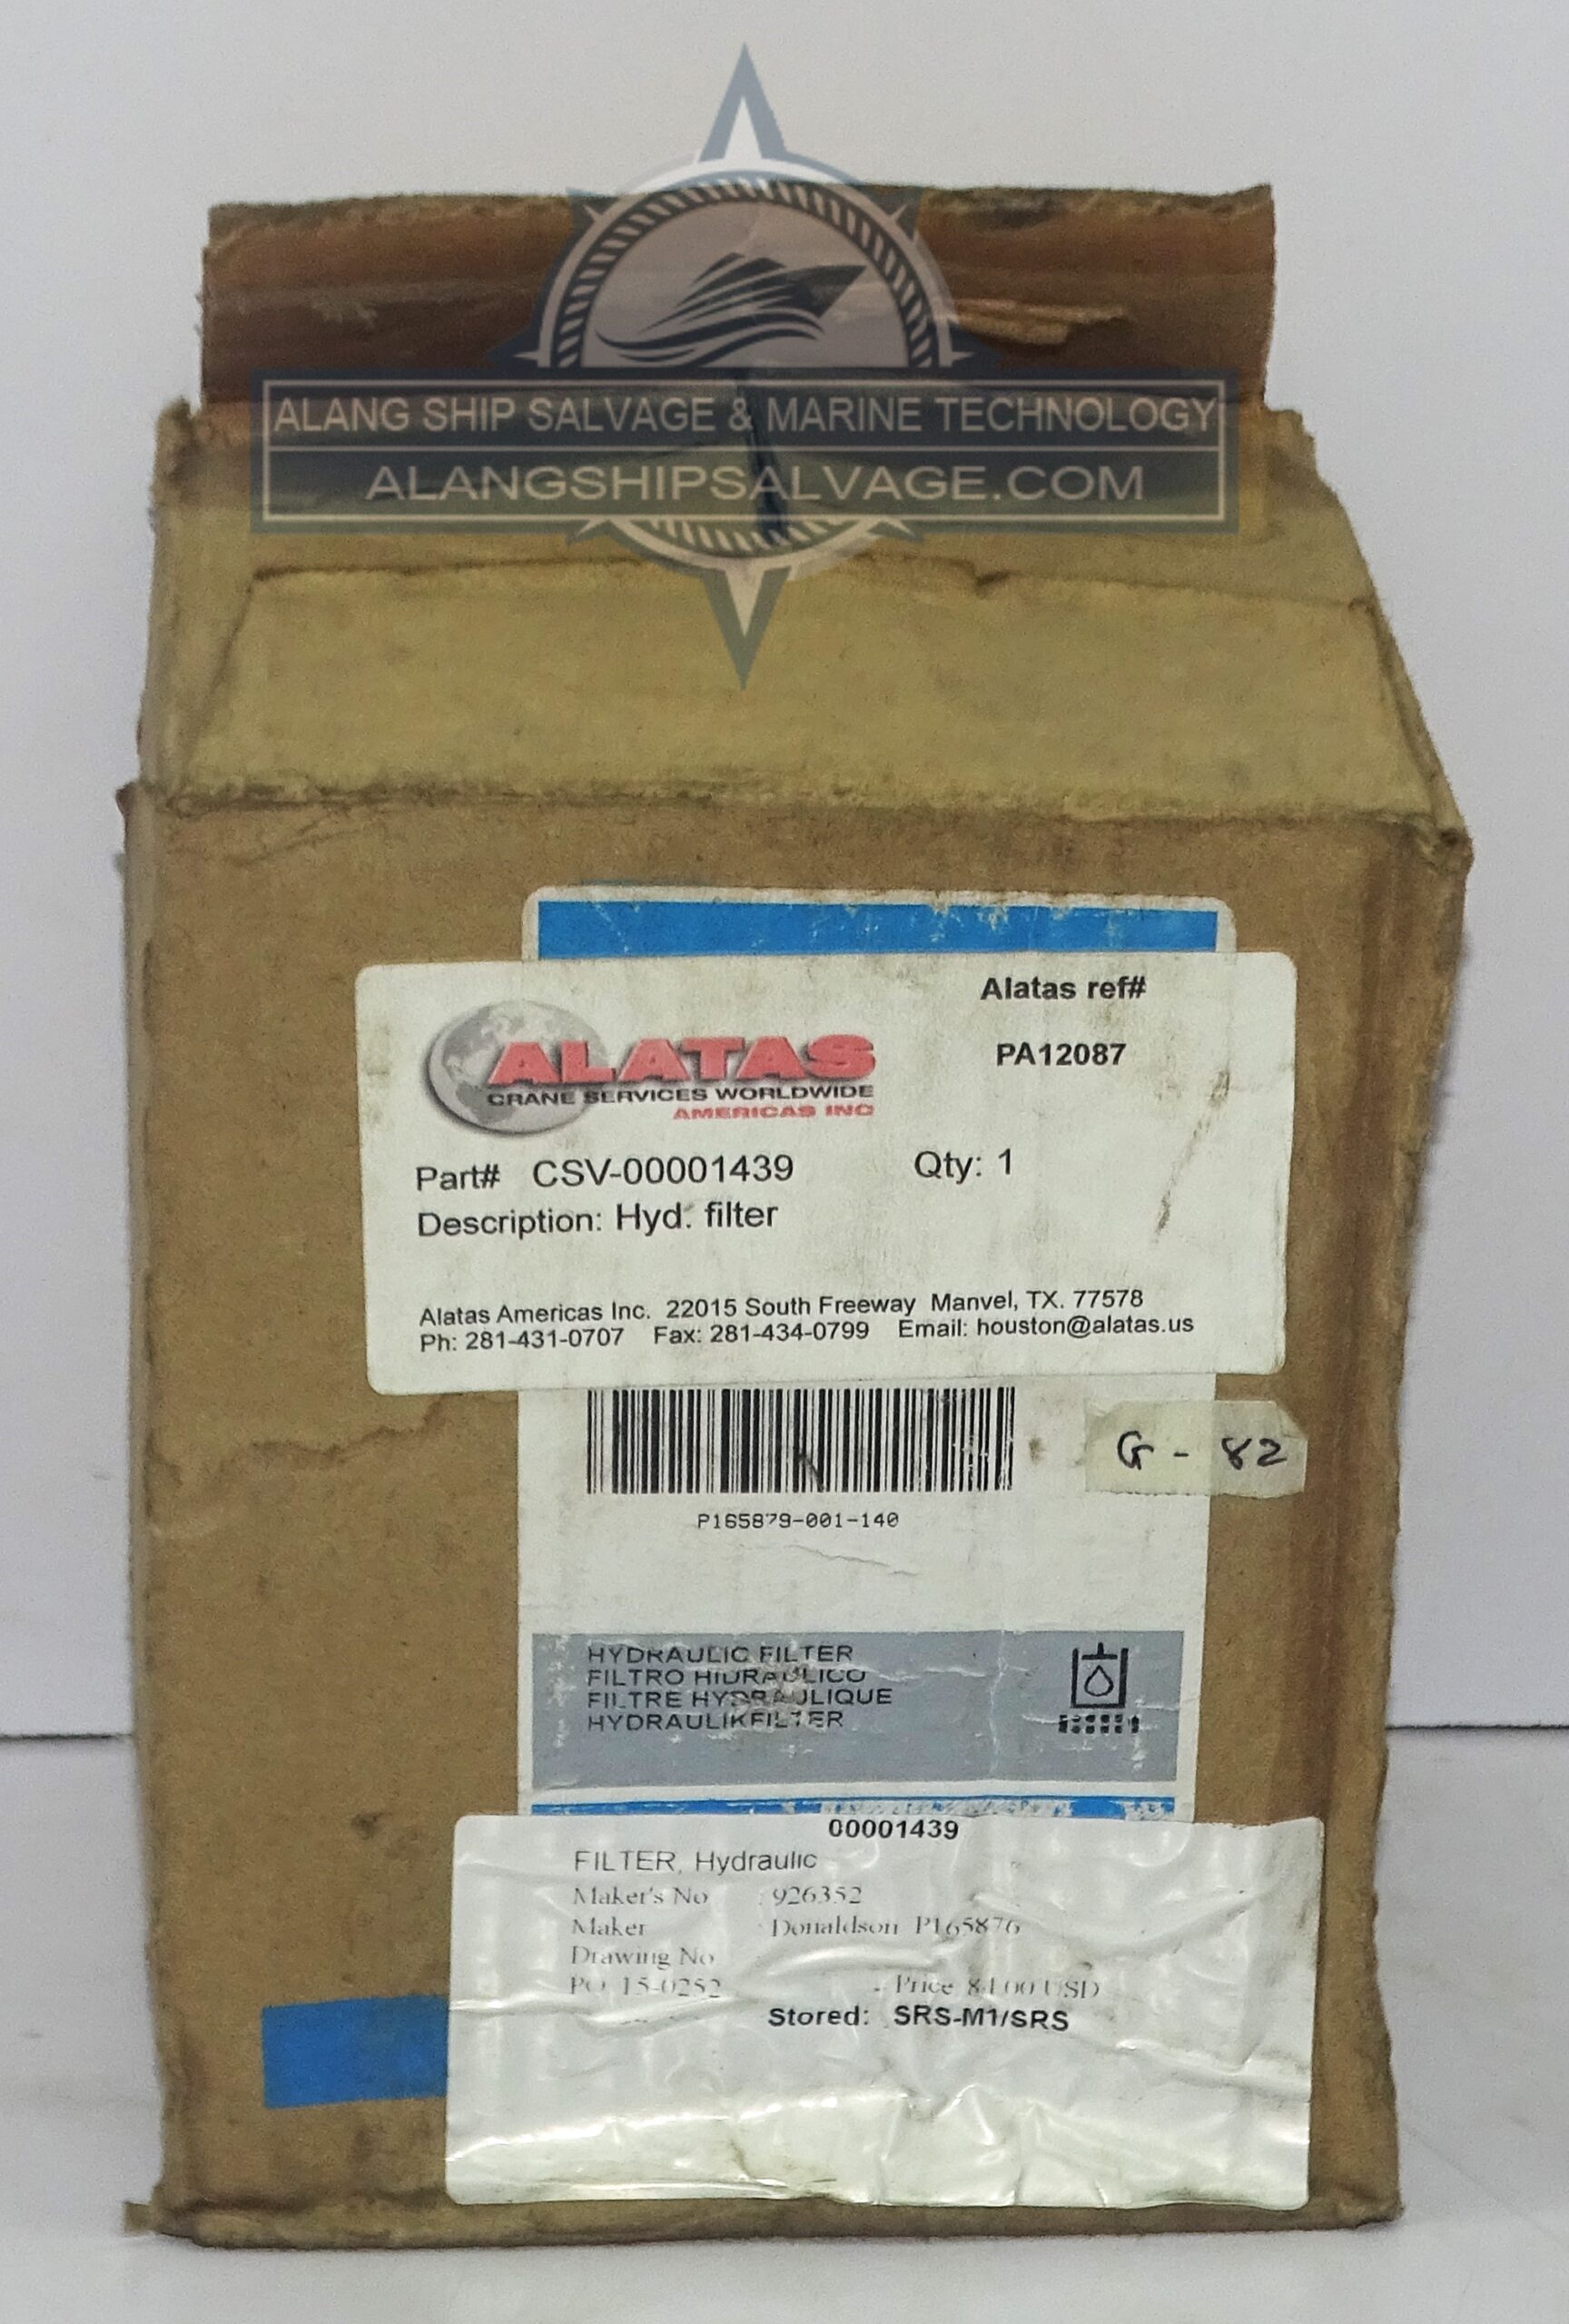 ALANG SHIP SALVAGE & MARINE TECHNOLOGY
ALANGSHIPSALVAGE.COM
Alatas ref#
PA12087
ALATAS
CRANE SERVICES WORLDWIDE
AMERICAS INC
Part# CSV-00001439 Qty: 1
Description: Hyd. filter
Alatas Americas Inc. 22015 South Freeway Manvel, TX. 77578
Ph: 281-431-0707 Fax: 281-434-0799 Email: houston@alatas.us
G - 82
P165879-001-140
HYDRAULIC FILTER
FILTRO HIDRAULICO
FILTRE HYDRAULIQUE
HYDRAULIKFILTER
00001439
FILTER, Hydraulic
Maker's No : 926352
Maker : Donaldson P165876
Drawing No
PO 15-0252 - Price 84.00 USD
Stored: SRS-M1/SRS